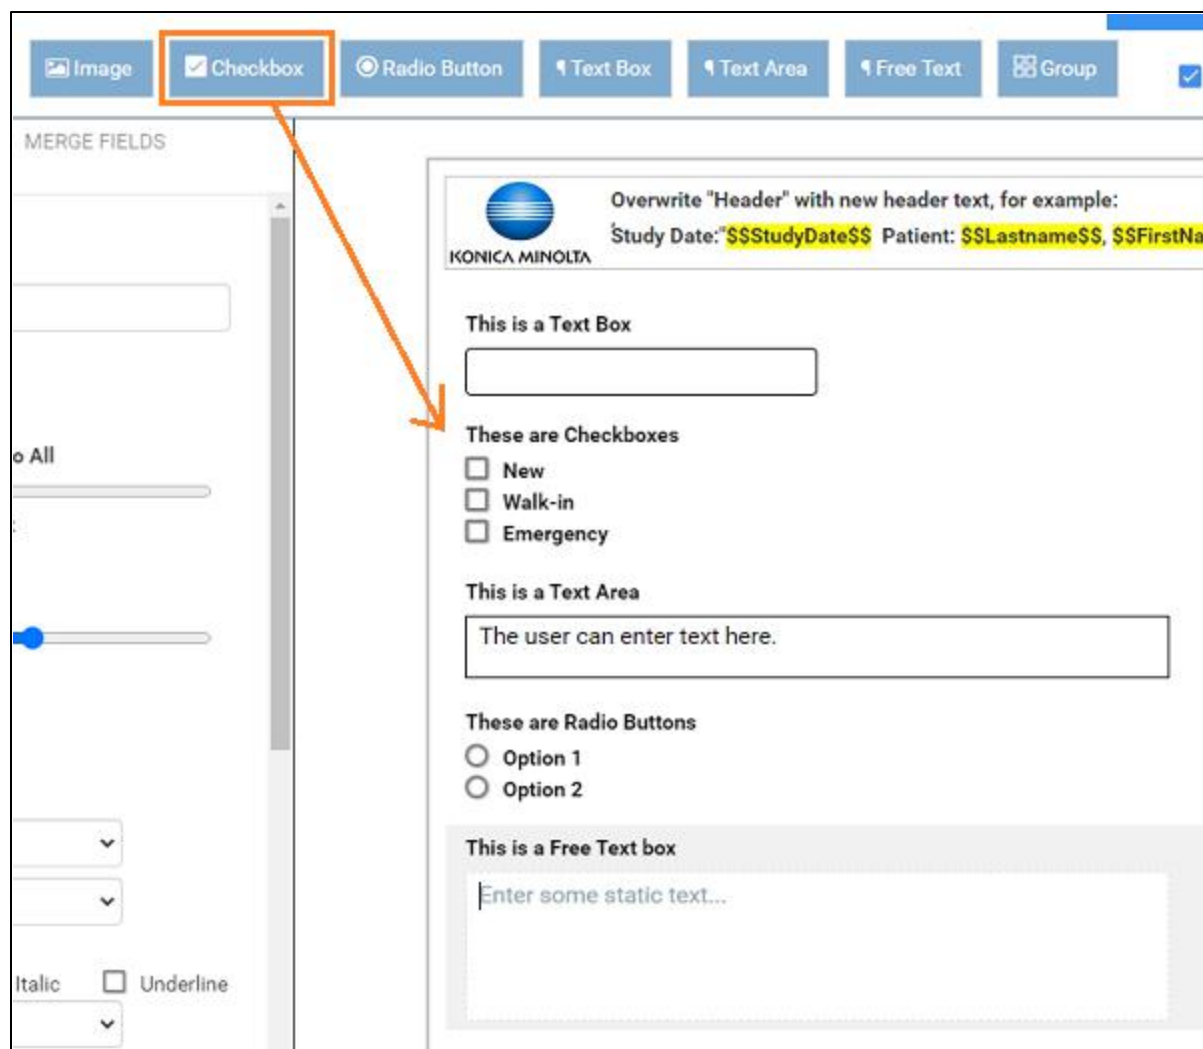 Image
Checkbox
Radio Button
¶ Text Box
¶ Text Area
¶ Free Text
Group
MERGE FIELDS
o All
Italic
Underline
KONICA MINOLTA
Overwrite "Header" with new header text, for example:
Study Date:"$$StudyDate$$ Patient: $$Lastname$$, $$FirstNa
This is a Text Box
These are Checkboxes
New
Walk-in
Emergency
This is a Text Area
The user can enter text here.
These are Radio Buttons
Option 1
Option 2
This is a Free Text box
Enter some static text...